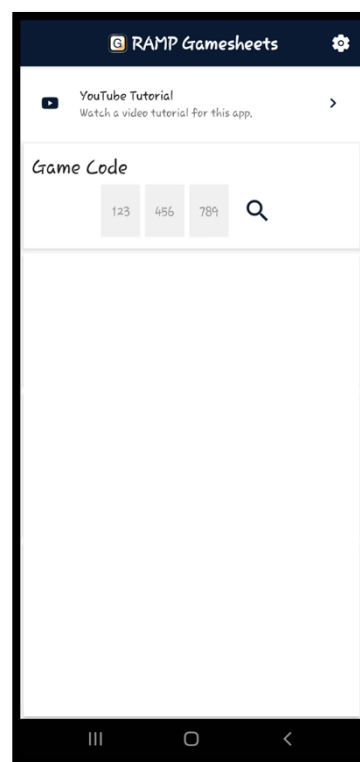 G RAMP Gamesheets
YouTube Tutorial
Watch a video tutorial for this app.
Game Code
123 456 789